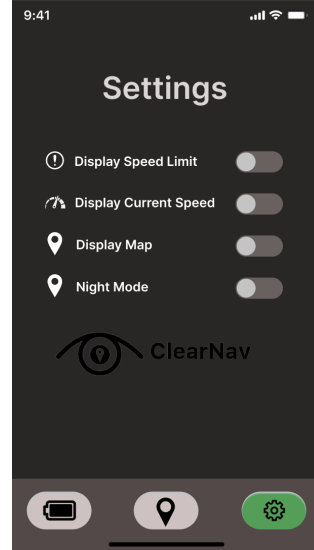 9:41
Settings
Display Speed Limit
Display Current Speed
Display Map
Night Mode
ClearNav